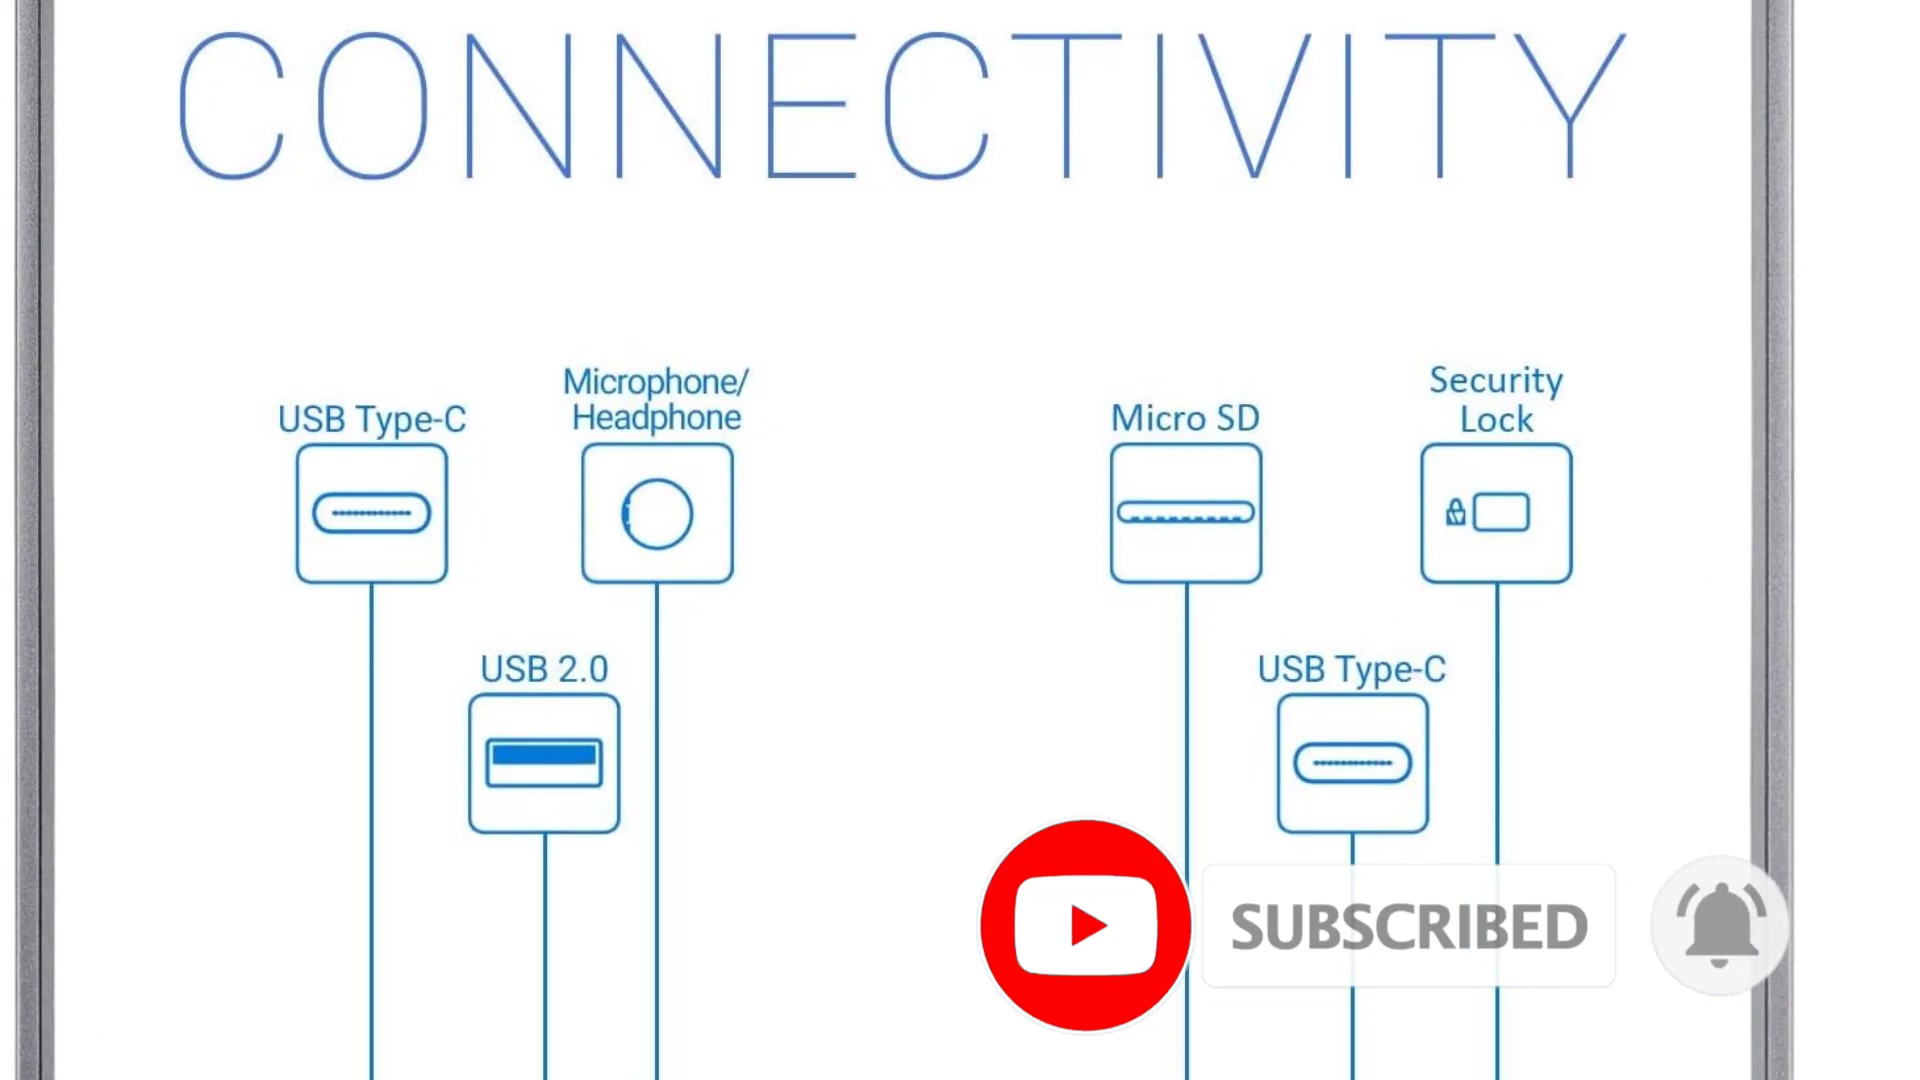 CONNECTIVITY
USB Type-C
Microphone/
Headphone
Micro SD
Security
Lock
USB 2.0
USB Type-C
SUBSCRIBED